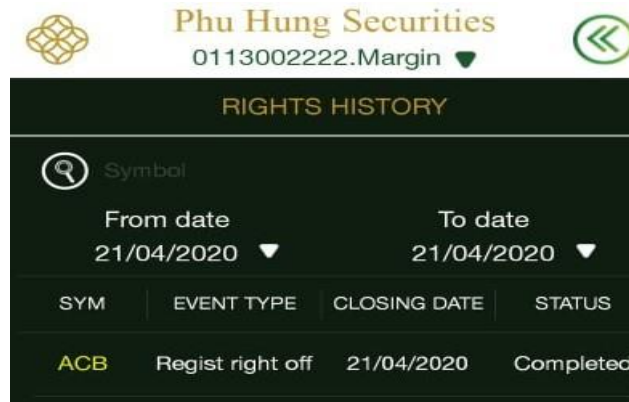 Phu Hung Securities
0113002222.Margin
RIGHTS HISTORY
Symbol
From date To date
21/04/2020 21/04/2020
SYM EVENT TYPE CLOSING DATE STATUS
ACB Regist right off 21/04/2020 Completed